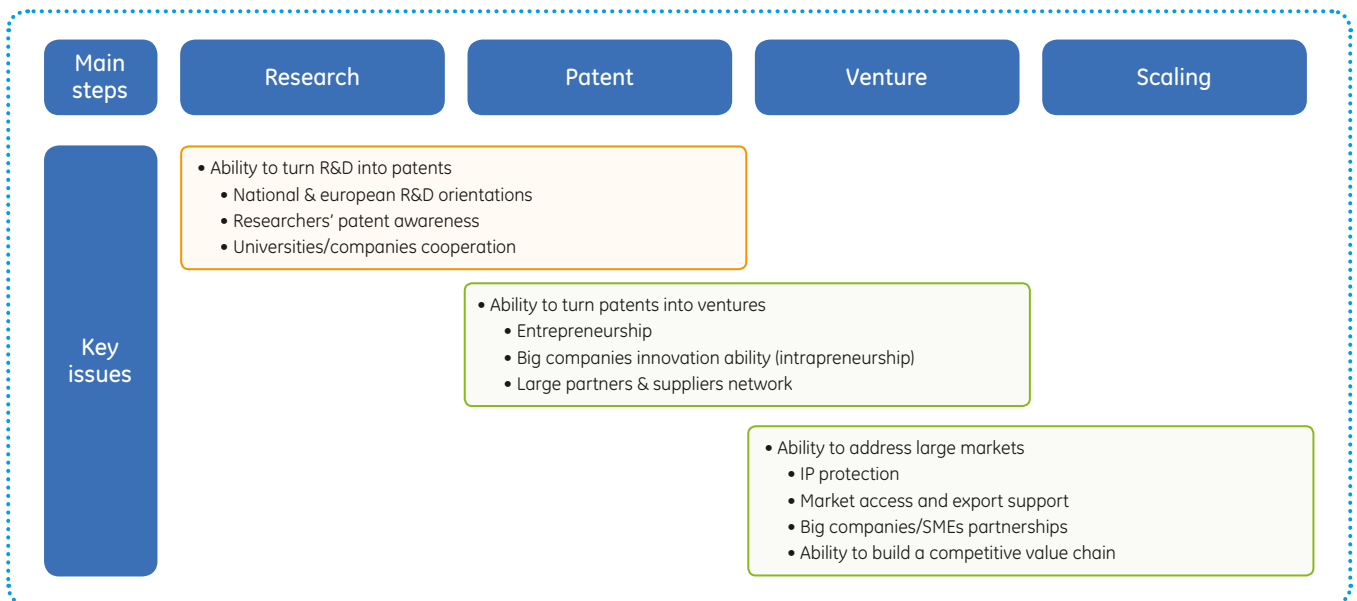 Main
steps
Research
Patent
Venture
Scaling
Key
issues
• Ability to turn R&D into patents
• National & european R&D orientations
• Researchers’ patent awareness
• Universities/companies cooperation
• Ability to turn patents into ventures
• Entrepreneurship
• Big companies innovation ability (intrapreneurship)
• Large partners & suppliers network
• Ability to address large markets
• IP protection
• Market access and export support
• Big companies/SMEs partnerships
• Ability to build a competitive value chain